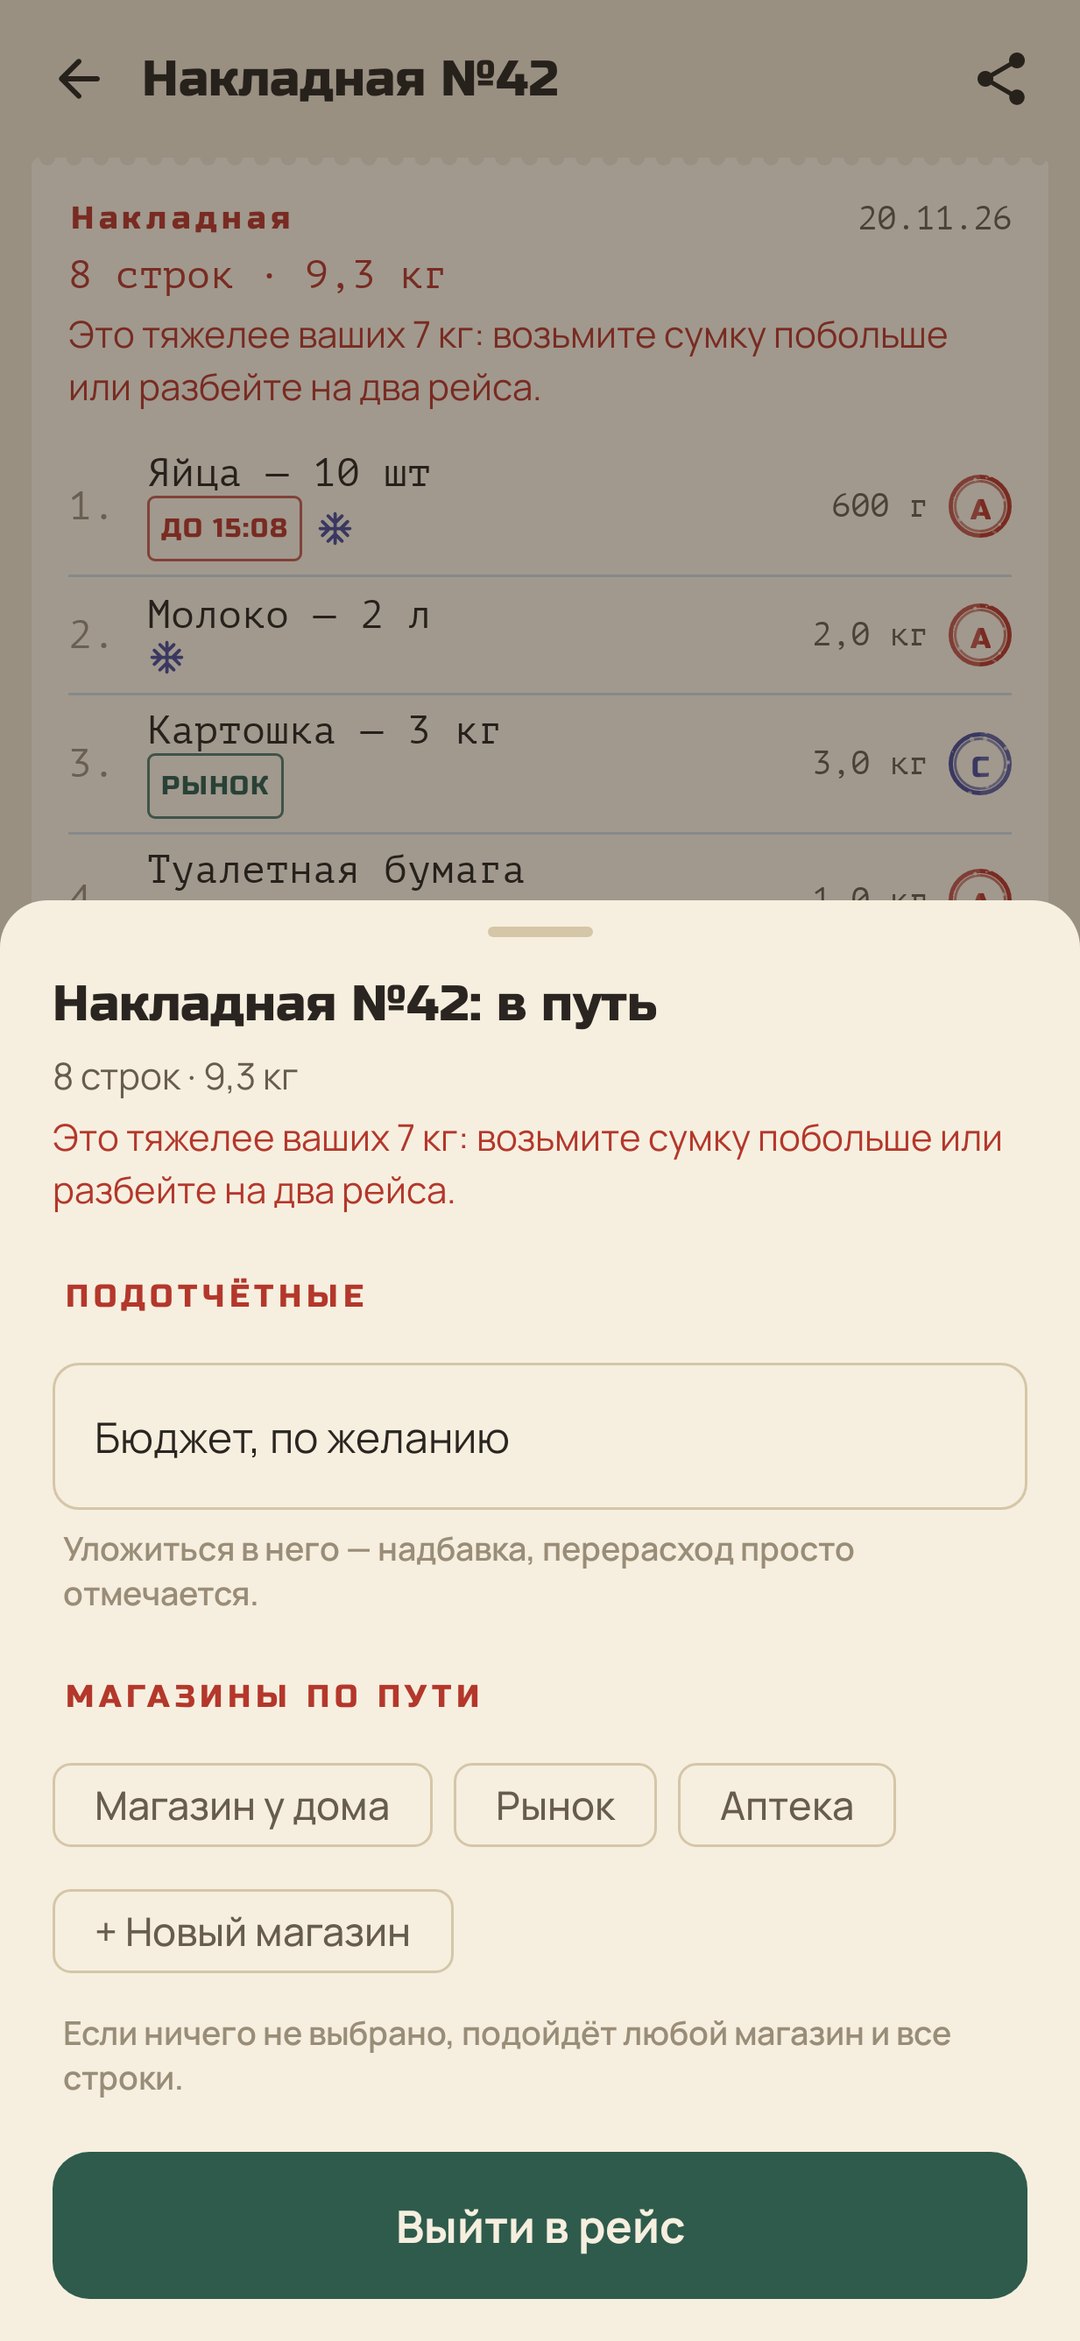 Накладная №42
Накладная 20.11.26
8 строк · 9,3 кг
Это тяжелее ваших 7 кг: возьмите сумку побольше
или разбейте на два рейса.
1. Яйца — 10 шт 600 г A
ДО 15:08
2. Молоко — 2 л 2,0 кг A
3. Картошка — 3 кг 3,0 кг C
РЫНОК
4. Туалетная бумага 1,0 кг A
Накладная №42: в путь
8 строк · 9,3 кг
Это тяжелее ваших 7 кг: возьмите сумку побольше или
разбейте на два рейса.
ПОДОТЧЁТНЫЕ
Бюджет, по желанию
Уложиться в него — надбавка, перерасход просто
отмечается.
МАГАЗИНЫ ПО ПУТИ
Магазин у дома Рынок Аптека
+ Новый магазин
Если ничего не выбрано, подойдёт любой магазин и все
строки.
Выйти в рейс